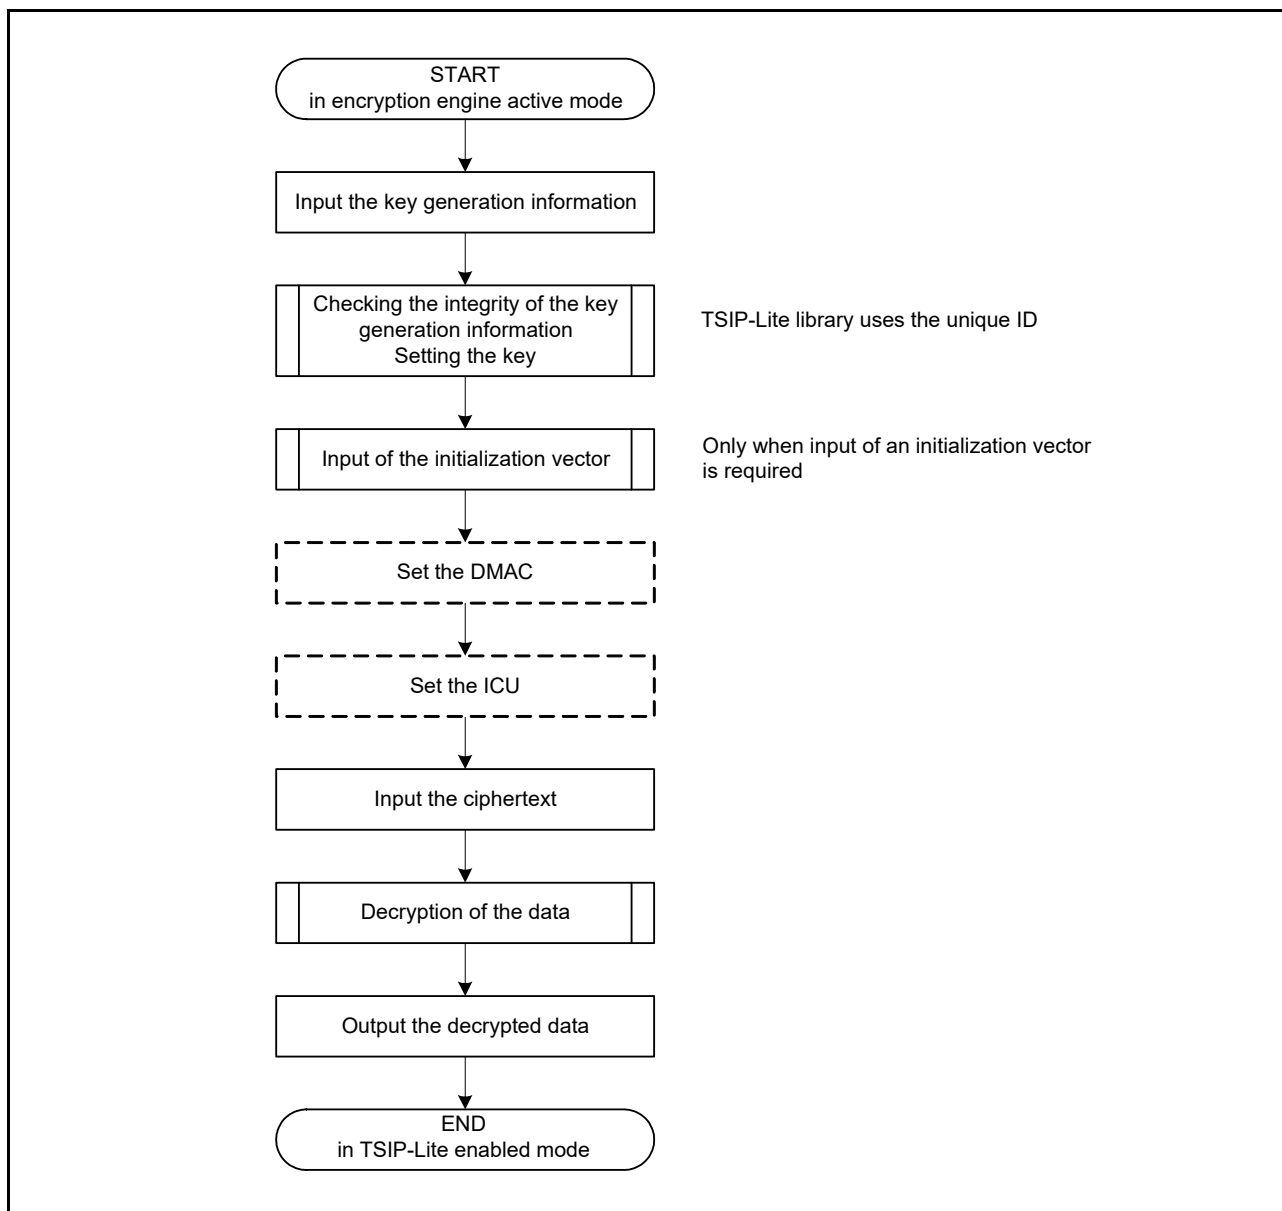 START
in encryption engine active mode
Input the key generation information
Checking the integrity of the key
generation information
Setting the key
TSIP-Lite library uses the unique ID
Input of the initialization vector
Only when input of an initialization vector
is required
Set the DMAC
Set the ICU
Input the ciphertext
Decryption of the data
Output the decrypted data
END
in TSIP-Lite enabled mode